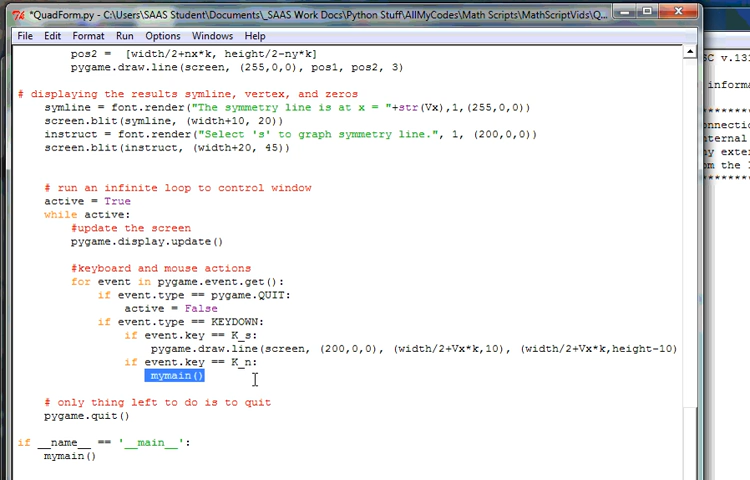 *QuadForm.py - C:\Users\SAAS Student\Documents\_SAAS Work Docs\Python Stuff\AllMyCodes\Math Scripts\MathScriptVids\Q...
File Edit Format Run Options Windows Help
pos2 =  [width/2+nx*k, height/2-ny*k]
pygame.draw.line(screen, (255,0,0), pos1, pos2, 3)
# displaying the results symline, vertex, and zeros
symline = font.render("The symmetry line is at x = "+str(Vx),1,(255,0,0))
screen.blit(symline, (width+10, 20))
instruct = font.render("Select 's' to graph symmetry line.", 1, (200,0,0))
screen.blit(instruct, (width+20, 45))
# run an infinite loop to control window
active = True
while active:
#update the screen
pygame.display.update()
#keyboard and mouse actions
for event in pygame.event.get():
if event.type == pygame.QUIT:
active = False
if event.type == KEYDOWN:
if event.key == K_s:
pygame.draw.line(screen, (200,0,0), (width/2+Vx*k,10), (width/2+Vx*k,height-10)
if event.key == K_n:
mymain()
# only thing left to do is to quit
pygame.quit()
if __name__ == '__main__':
mymain()
SC v.131
informa
connectio
ternal
y exter
om the I